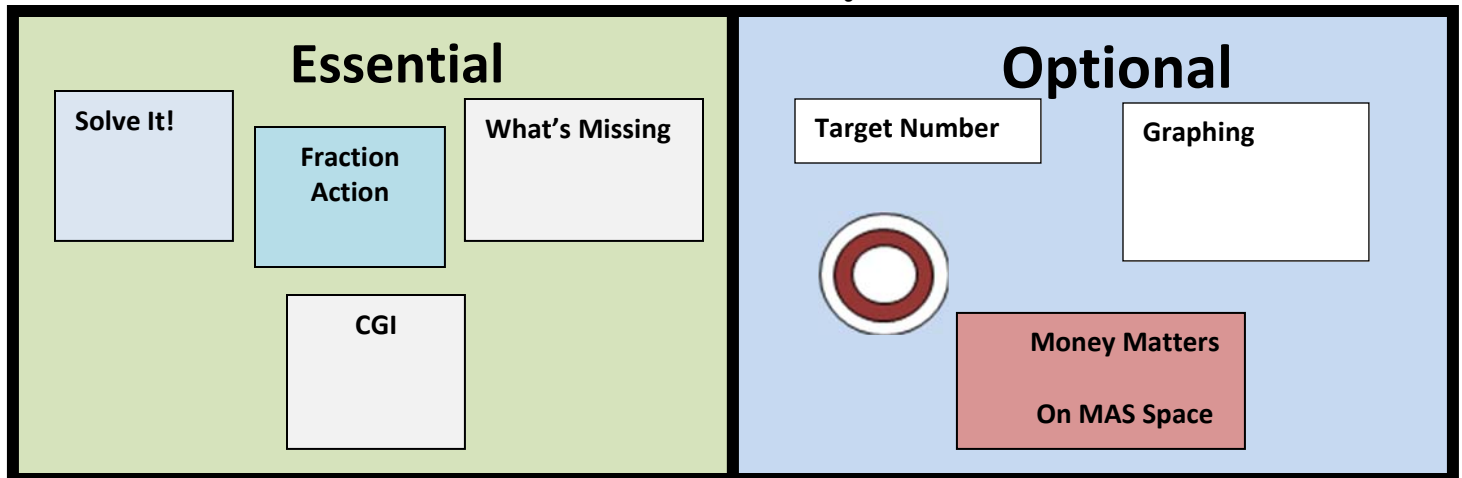 Essential
Solve It!
Fraction
Action
What's Missing
CGI
Optional
Target Number
Graphing
Money Matters
On MAS Space